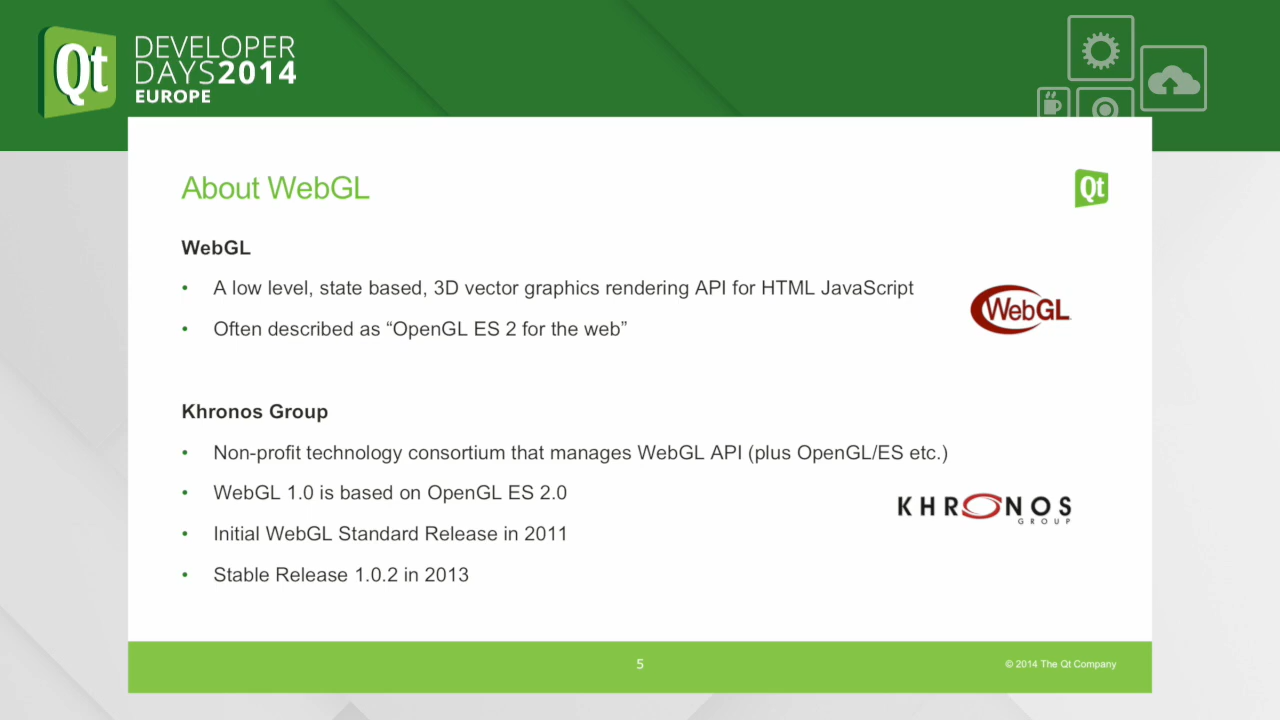 Qt
DEVELOPER
DAYS2014
EUROPE
About WebGL
Qt
WebGL
• A low level, state based, 3D vector graphics rendering API for HTML JavaScript
• Often described as “OpenGL ES 2 for the web”
WebGL
Khronos Group
• Non-profit technology consortium that manages WebGL API (plus OpenGL/ES etc.)
• WebGL 1.0 is based on OpenGL ES 2.0
KHRONOS
GROUP
• Initial WebGL Standard Release in 2011
• Stable Release 1.0.2 in 2013
5
© 2014 The Qt Company